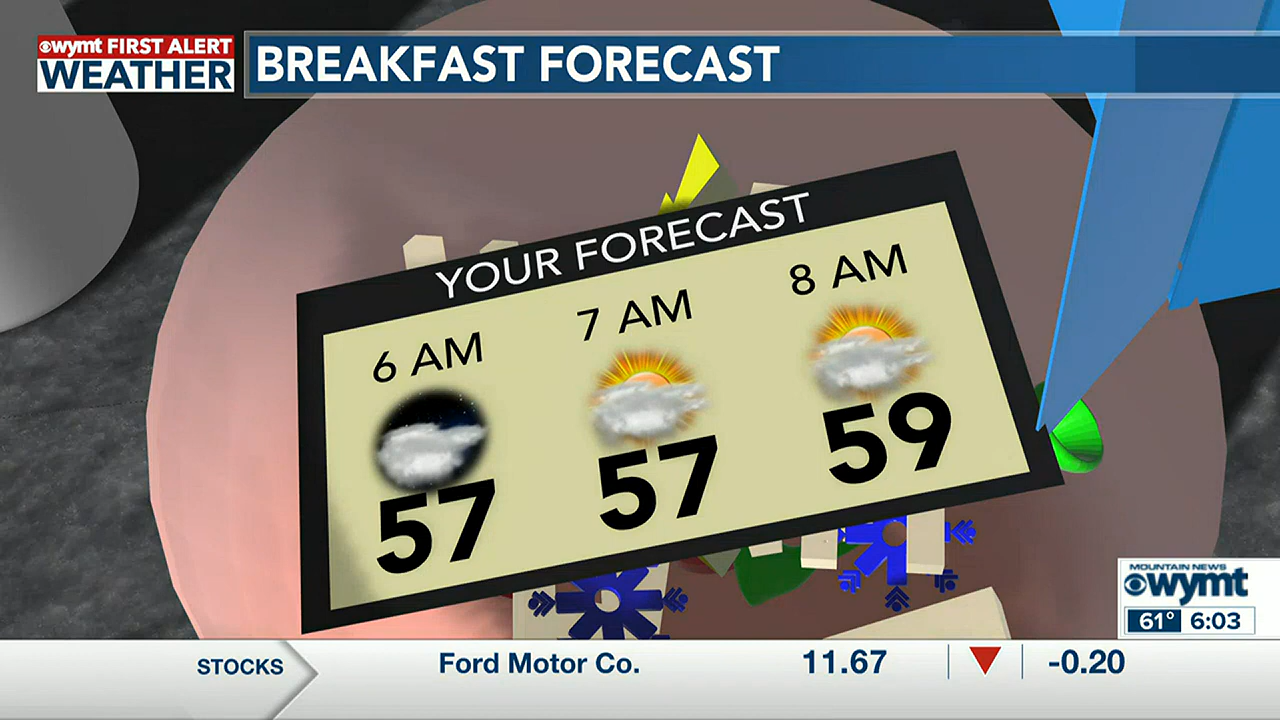 wymt FIRST ALERT
WEATHER
BREAKFAST FORECAST
YOUR FORECAST
6 AM
7 AM
8 AM
57
57
59
MOUNTAIN NEWS
wymt
61° 6:03
STOCKS
Ford Motor Co.
11.67
-0.20